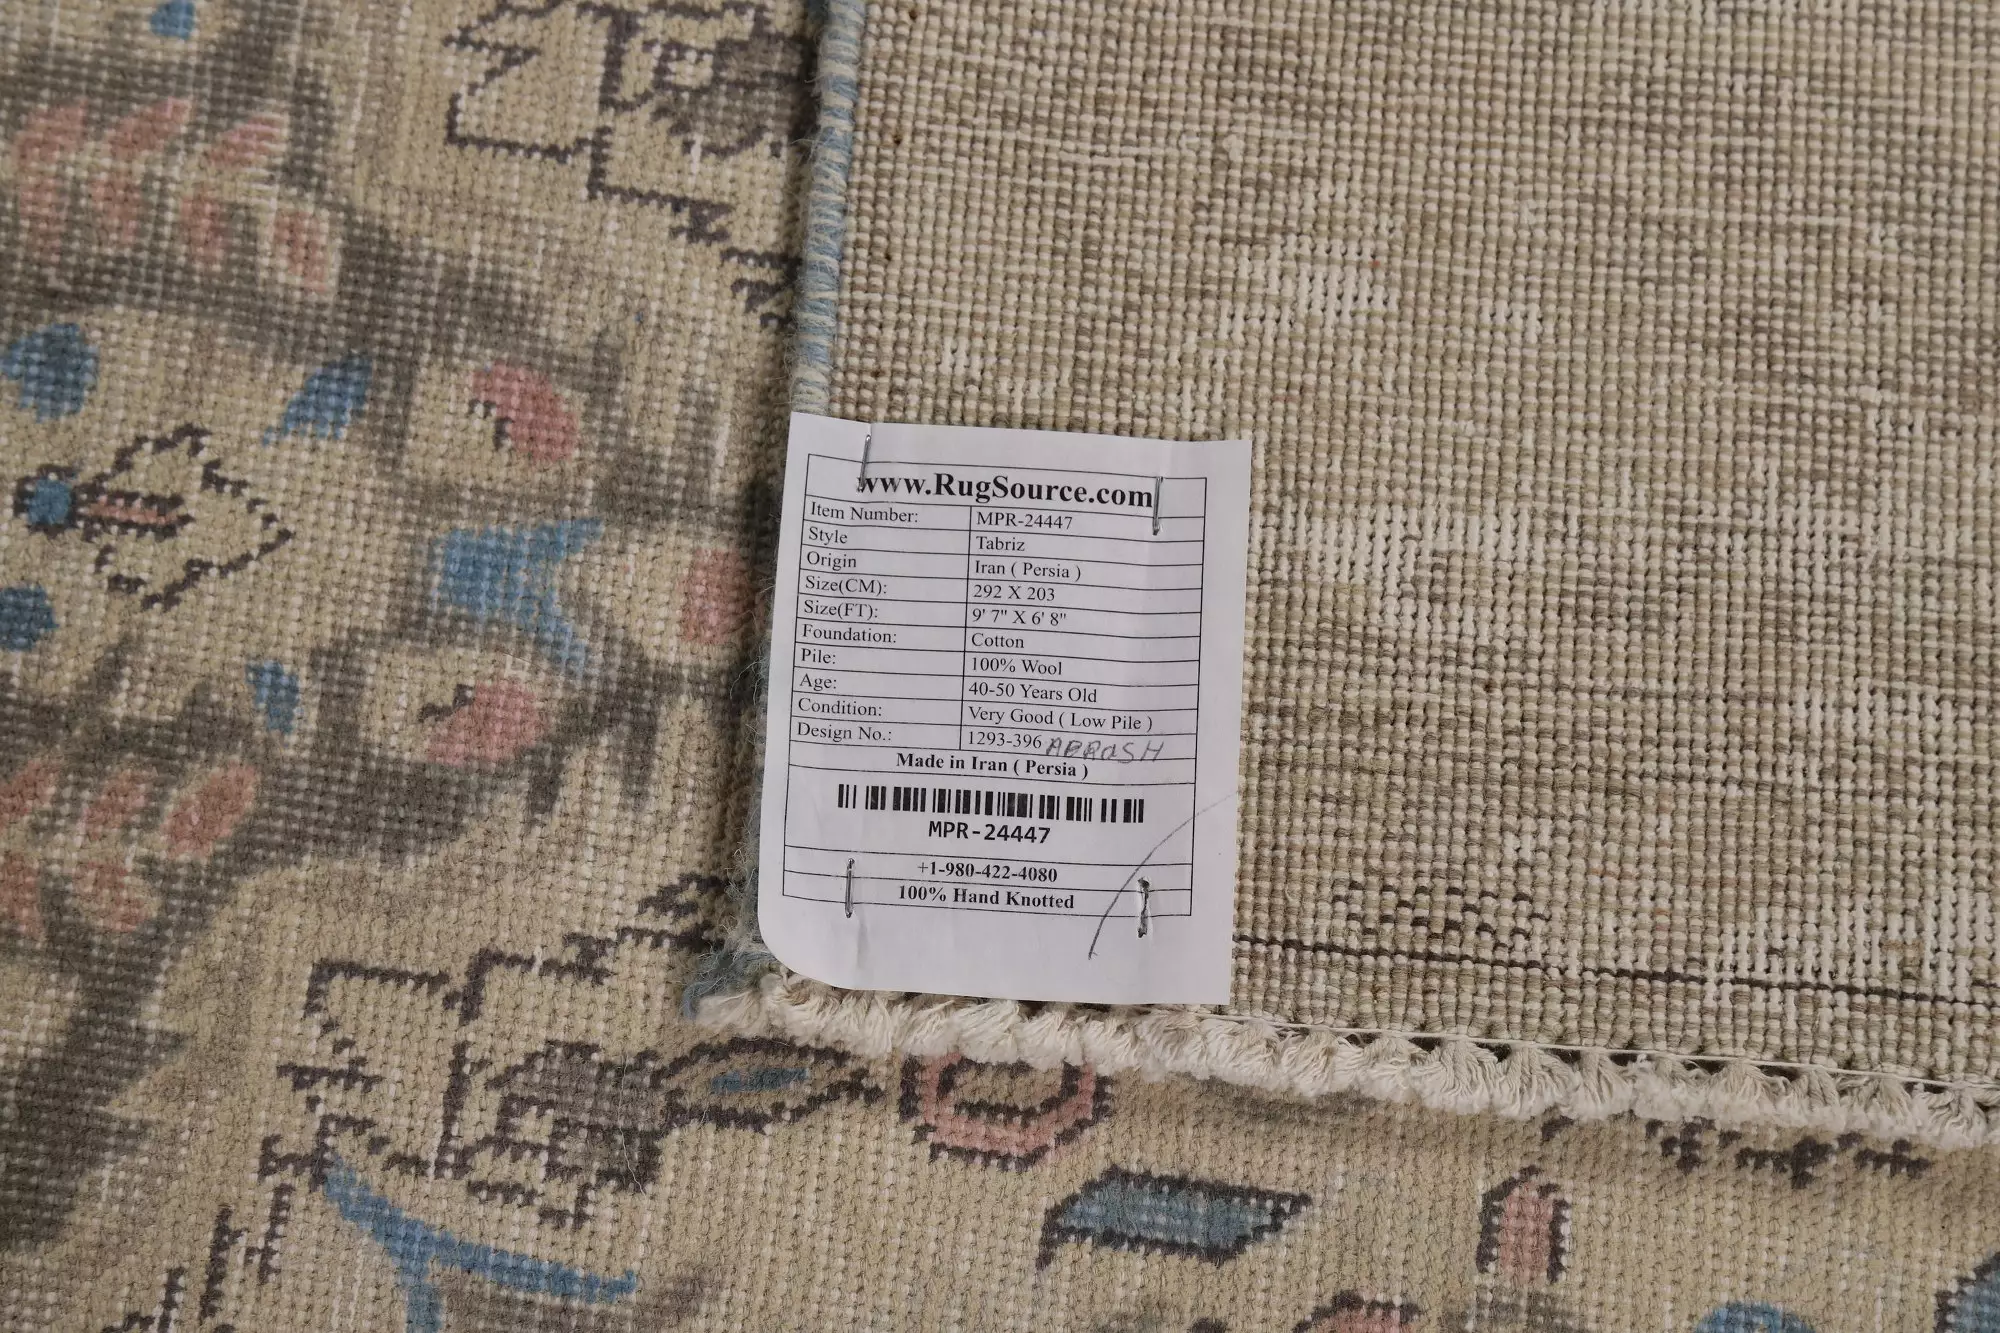 www.RugSource.com
Item Number: MPR-24447
Style Tabriz
Origin Iran ( Persia )
Size(CM): 292 X 203
Size(FT): 9' 7" X 6' 8"
Foundation: Cotton
Pile: 100% Wool
Age: 40-50 Years Old
Condition: Very Good ( Low Pile )
Design No.: 1293-396 ABRASH
Made in Iran ( Persia )
MPR-24447
+1-980-422-4080
100% Hand Knotted